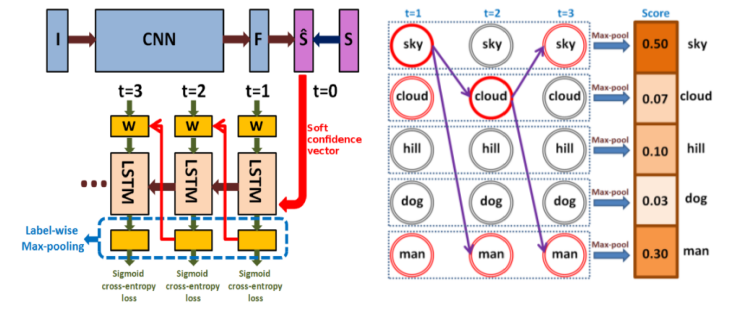 I
CNN
F
Ŝ
S
t=3
t=2
t=1
t=0
W
W
W
Soft
confidence
vector
LSTM
LSTM
LSTM
Label-wise
Max-pooling
Sigmoid
cross-entropy
loss
Sigmoid
cross-entropy
loss
Sigmoid
cross-entropy
loss
t=1
t=2
t=3
Score
sky
sky
sky
Max-pool
0.50
sky
cloud
cloud
cloud
Max-pool
0.07
cloud
hill
hill
hill
Max-pool
0.10
hill
dog
dog
dog
Max-pool
0.03
dog
man
man
man
Max-pool
0.30
man